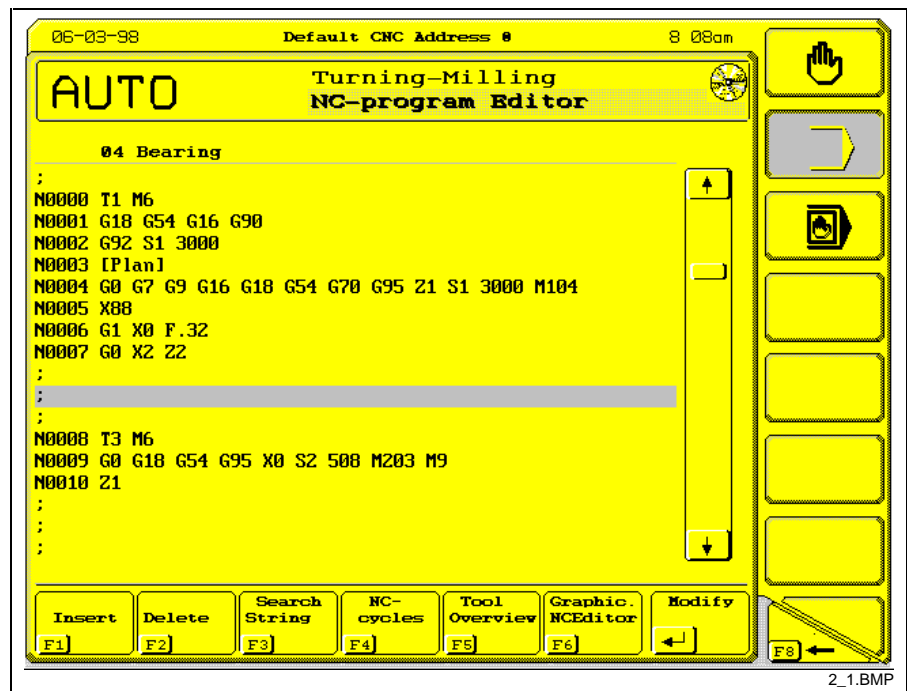 06-03-98 Default CNC Address 0 8 08am
AUTO
Turning-Milling
NC-program Editor
04 Bearing
;
N0000 T1 M6
N0001 G18 G54 G16 G90
N0002 G92 S1 3000
N0003 [Plan]
N0004 G0 G7 G9 G16 G18 G54 G70 G95 Z1 S1 3000 M104
N0005 X88
N0006 G1 X0 F.32
N0007 G0 X2 Z2
;
;
;
N0008 T3 M6
N0009 G0 G18 G54 G95 X0 S2 508 M203 M9
N0010 Z1
;
;
;
Insert
F1
Delete
F2
Search
String
F3
NC-
cycles
F4
Tool
Overview
F5
Graphic.
NCEditor
F6
Modify
F8
2_1.BMP